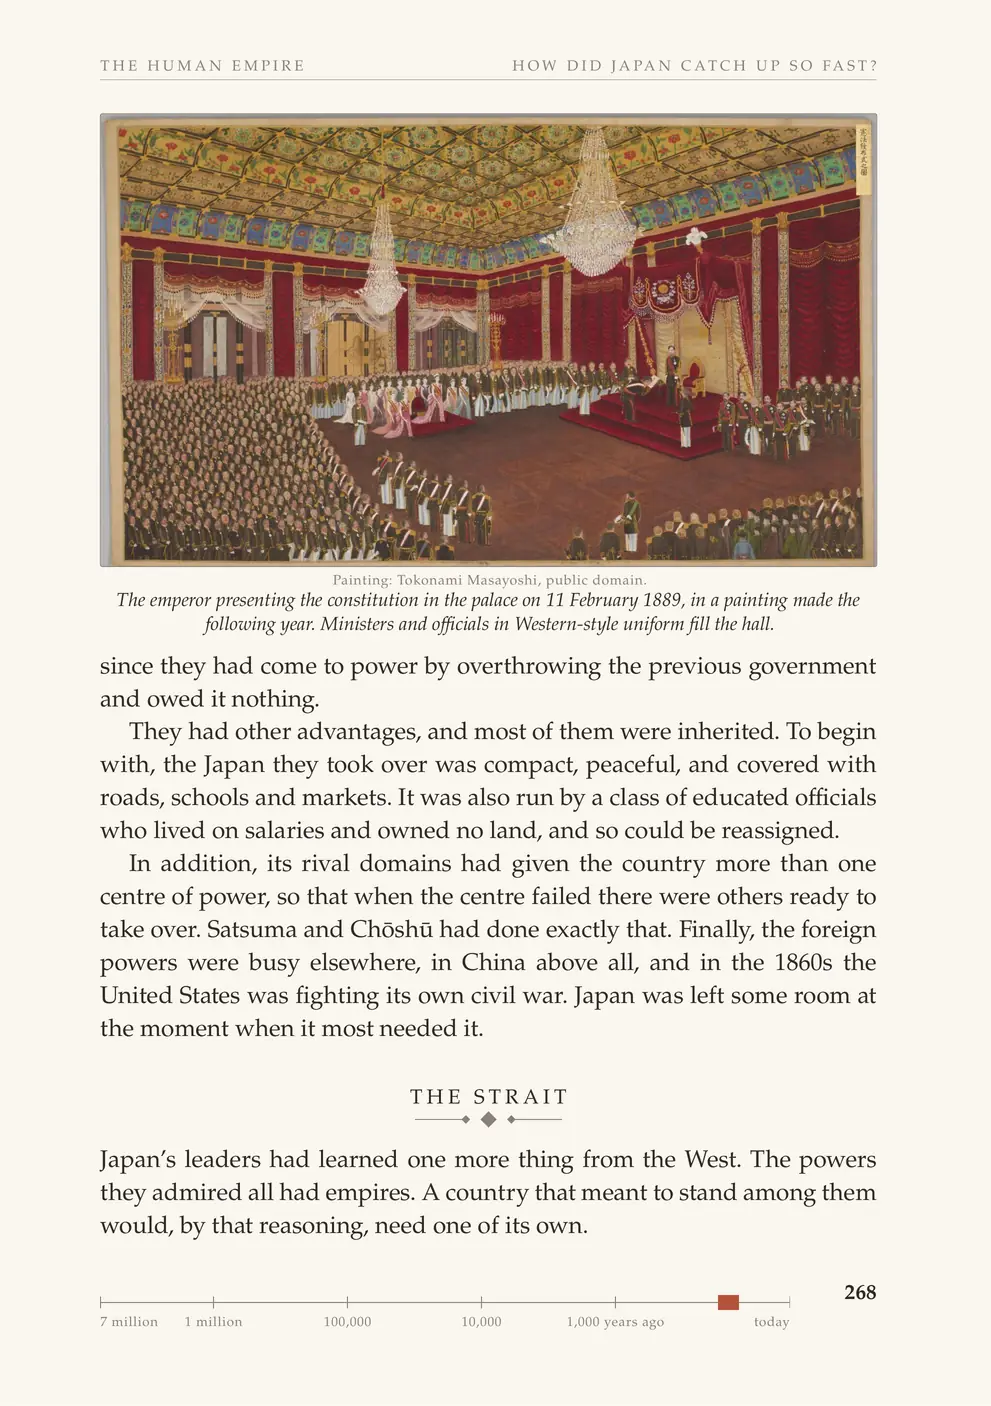 THE HUMAN EMPIRE
HOW DID JAPAN CATCH UP SO FAST?
憲法発布式之図
Painting: Tokonami Masayoshi, public domain.
The emperor presenting the constitution in the palace on 11 February 1889, in a painting made the
following year. Ministers and officials in Western-style uniform fill the hall.
since they had come to power by overthrowing the previous government
and owed it nothing.
They had other advantages, and most of them were inherited. To begin
with, the Japan they took over was compact, peaceful, and covered with
roads, schools and markets. It was also run by a class of educated officials
who lived on salaries and owned no land, and so could be reassigned.
In addition, its rival domains had given the country more than one
centre of power, so that when the centre failed there were others ready to
take over. Satsuma and Chōshū had done exactly that. Finally, the foreign
powers were busy elsewhere, in China above all, and in the 1860s the
United States was fighting its own civil war. Japan was left some room at
the moment when it most needed it.
THE STRAIT
Japan's leaders had learned one more thing from the West. The powers
they admired all had empires. A country that meant to stand among them
would, by that reasoning, need one of its own.
268
7 million 1 million 100,000 10,000 1,000 years ago today